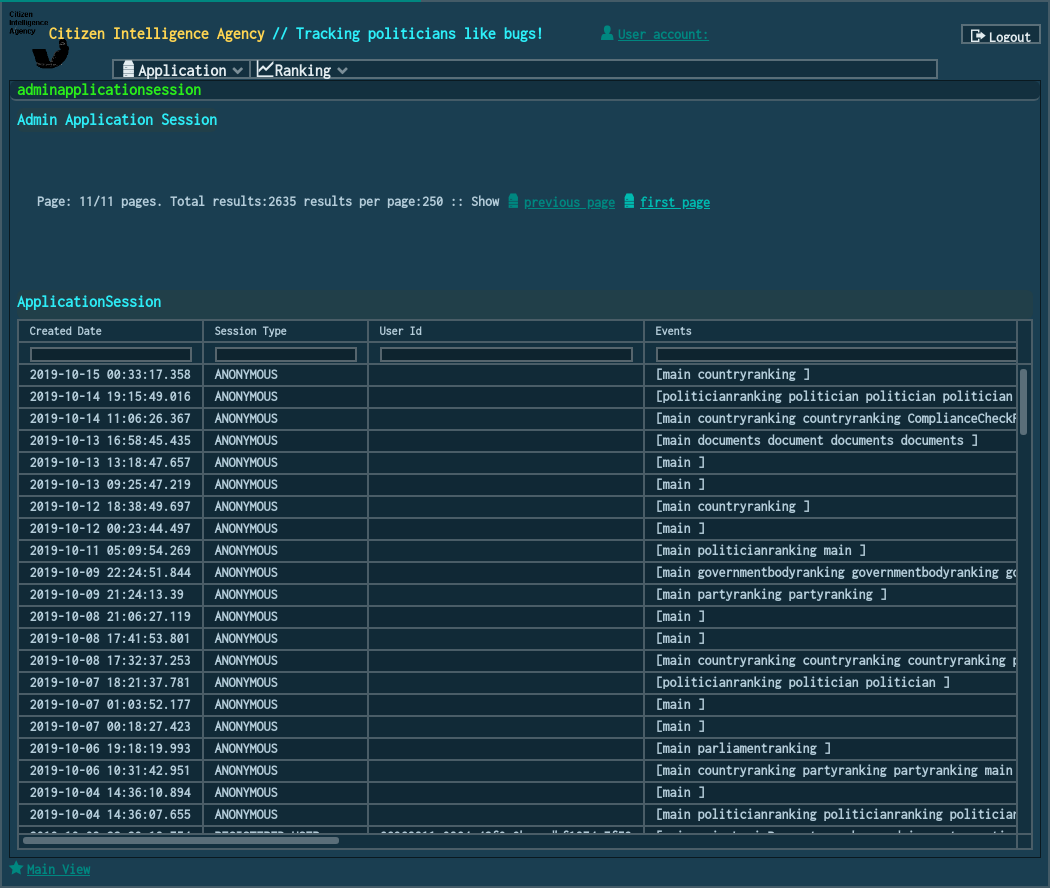 Citizen
Intelligence
Agency
Citizen Intelligence Agency // Tracking politicians like bugs!
User account:
Logout
Application
Ranking
adminapplicationsession
Admin Application Session
Page: 11/11 pages. Total results:2635 results per page:250 :: Show previous page first page
ApplicationSession
Created Date Session Type User Id Events
2019-10-15 00:33:17.358 ANONYMOUS [main countryranking ]
2019-10-14 19:15:49.016 ANONYMOUS [politicianranking politician politician politician
2019-10-14 11:06:26.367 ANONYMOUS [main countryranking countryranking ComplianceCheck
2019-10-13 16:58:45.435 ANONYMOUS [main documents document documents documents ]
2019-10-13 13:18:47.657 ANONYMOUS [main ]
2019-10-13 09:25:47.219 ANONYMOUS [main ]
2019-10-12 18:38:49.697 ANONYMOUS [main countryranking ]
2019-10-12 00:23:44.497 ANONYMOUS [main ]
2019-10-11 05:09:54.269 ANONYMOUS [main politicianranking main ]
2019-10-09 22:24:51.844 ANONYMOUS [main governmentbodyranking governmentbodyranking go
2019-10-09 21:24:13.39 ANONYMOUS [main partyranking partyranking ]
2019-10-08 21:06:27.119 ANONYMOUS [main ]
2019-10-08 17:41:53.801 ANONYMOUS [main ]
2019-10-08 17:32:37.253 ANONYMOUS [main countryranking countryranking countryranking p
2019-10-07 18:21:37.781 ANONYMOUS [politicianranking politician politician ]
2019-10-07 01:03:52.177 ANONYMOUS [main ]
2019-10-07 00:18:27.423 ANONYMOUS [main ]
2019-10-06 19:18:19.993 ANONYMOUS [main parliamentranking ]
2019-10-06 10:31:42.951 ANONYMOUS [main countryranking partyranking partyranking main
2019-10-04 14:36:10.894 ANONYMOUS [main ]
2019-10-04 14:36:07.655 ANONYMOUS [main politicianranking politicianranking politician
Main View